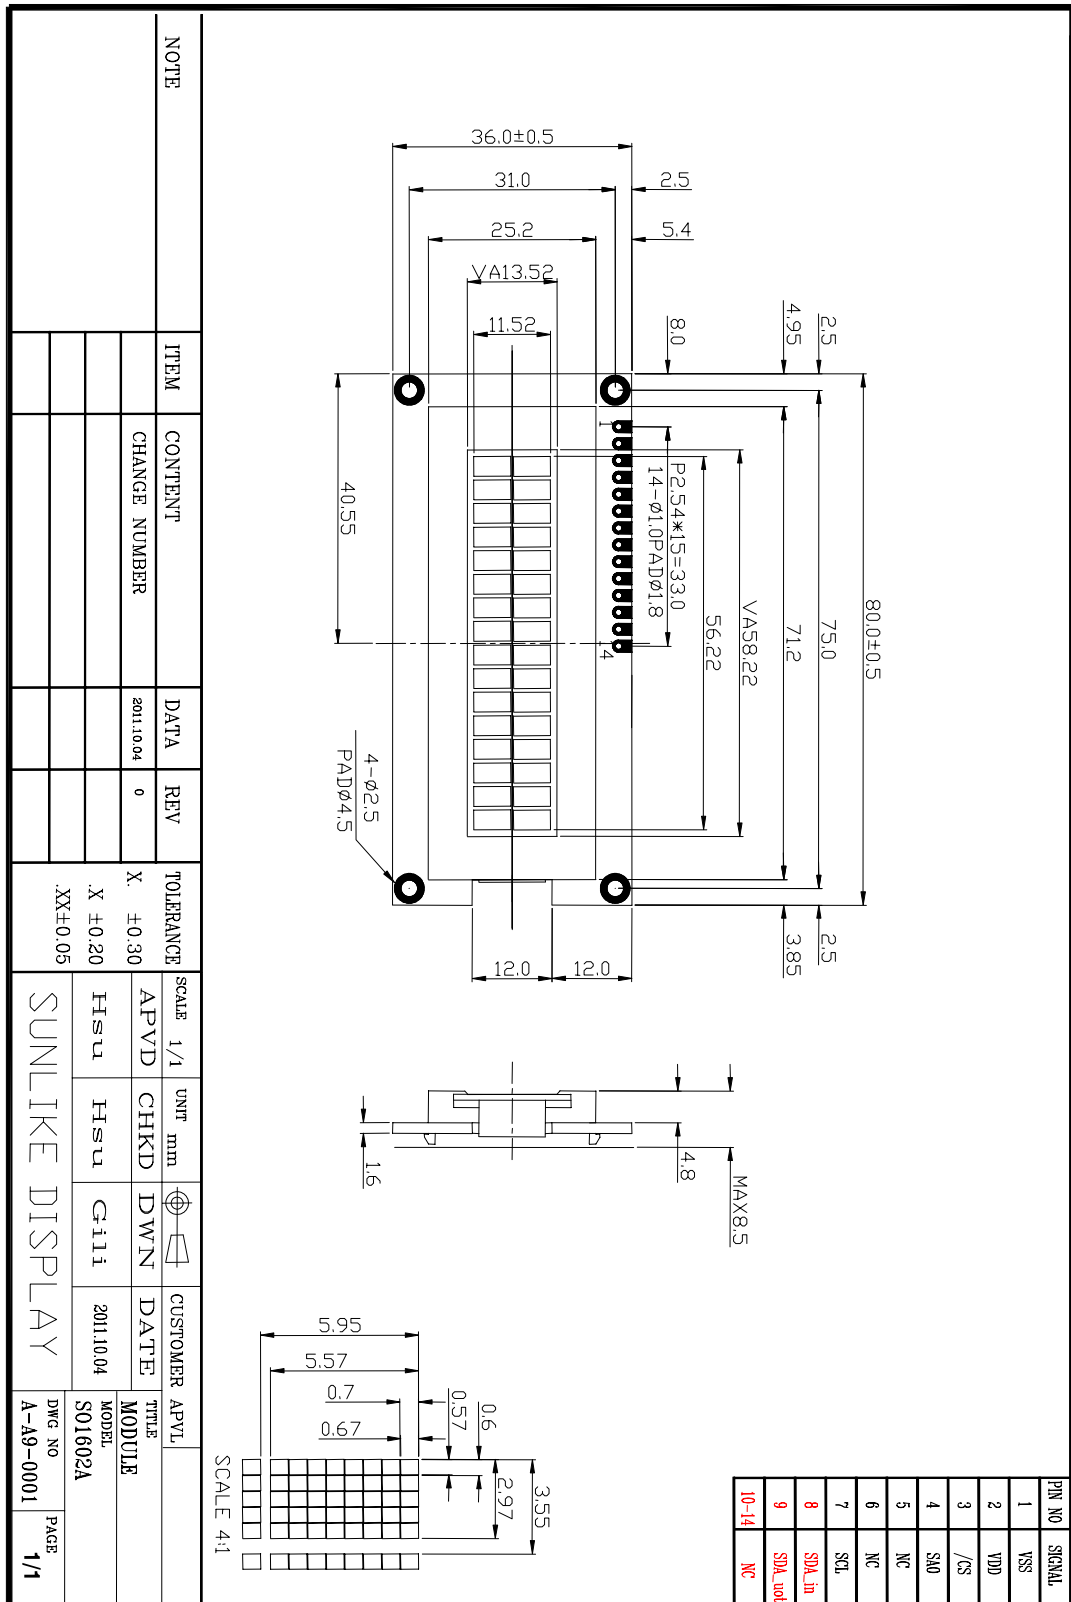 36.0±0.5
31.0
2.5
25.2
5.4
VA13.52
11.52
8.0
4.95
2.5
1
P2.54*15=33.0
14-Ø1.0PADØ1.8
4
40.55
56.22
VA58.22
71.2
75.0
80.0±0.5
4-Ø2.5
PADØ4.5
3.85
2.5
12.0
12.0
1.6
4.8
MAX8.5
5.95
5.57
0.7
0.67
0.57
0.6
2.97
3.55
SCALE 4:1
PIN NO SIGNAL
1 VSS
2 VDD
3 /CS
4 SA0
5 NC
6 NC
7 SCL
8 SDA_in
9 SDA_uot
10-14 NC
NOTE
ITEM CONTENT DATA REV
CHANGE NUMBER 2011.10.04 0
TOLERANCE
X. ±0.30
.X ±0.20
.XX±0.05
SCALE 1/1 UNIT mm CUSTOMER APVL
APVD CHKD DWN DATE
Hsu Hsu Gili 2011.10.04
SUNLIKE DISPLAY
TITLE
MODULE
MODEL
SO1602A
DWG NO
A-A9-0001
PAGE
1/1